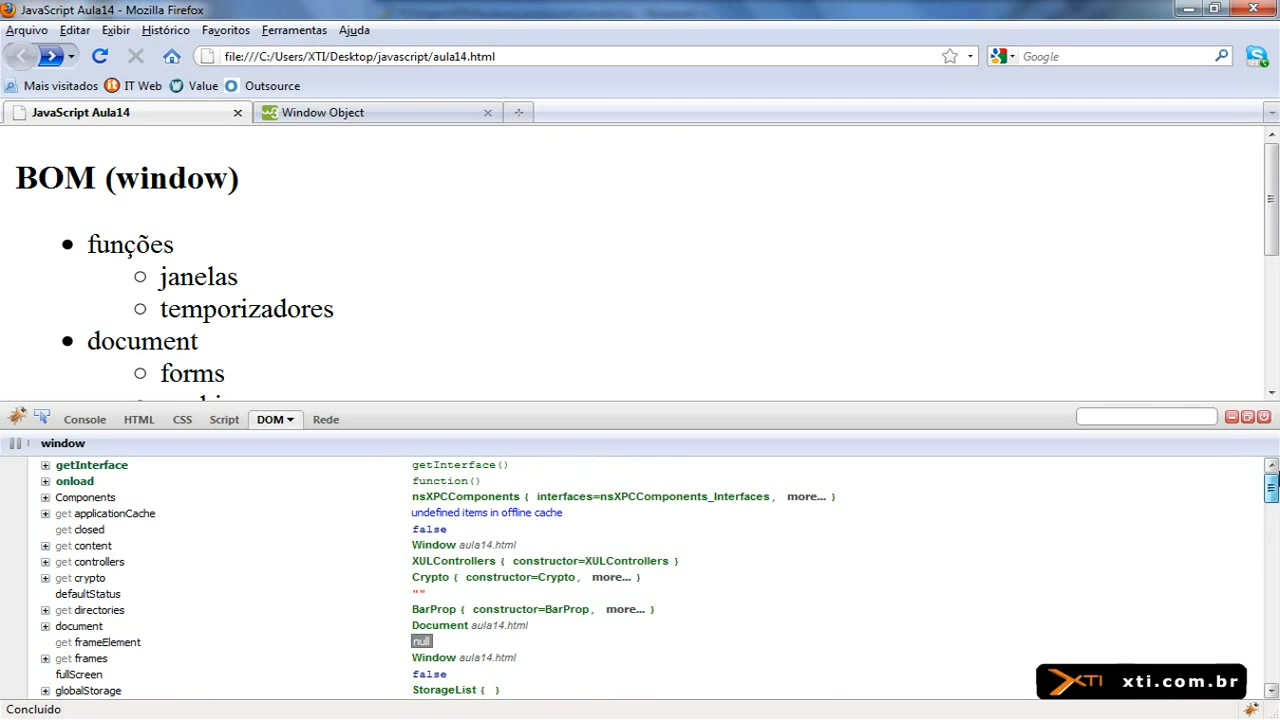 JavaScript Aula14 - Mozilla Firefox
Arquivo Editar Exibir Histórico Favoritos Ferramentas Ajuda
file:///C:/Users/XTI/Desktop/javascript/aula14.html
Google
Mais visitados IT Web Value Outsource
JavaScript Aula14 Window Object
BOM (window)
funções
janelas
temporizadores
document
forms
Console HTML CSS Script DOM Rede
window
getInterface getInterface()
onload function()
Components nsXPCComponents { interfaces=nsXPCComponents_Interfaces, more... }
get applicationCache undefined items in offline cache
get closed false
get content Window aula14.html
get controllers XULControllers { constructor=XULControllers }
get crypto Crypto { constructor=Crypto, more... }
defaultStatus ""
get directories BarProp { constructor=BarProp, more... }
document Document aula14.html
get frameElement null
get frames Window aula14.html
fullScreen false
globalStorage StorageList { }
XTI xti.com.br
Concluído